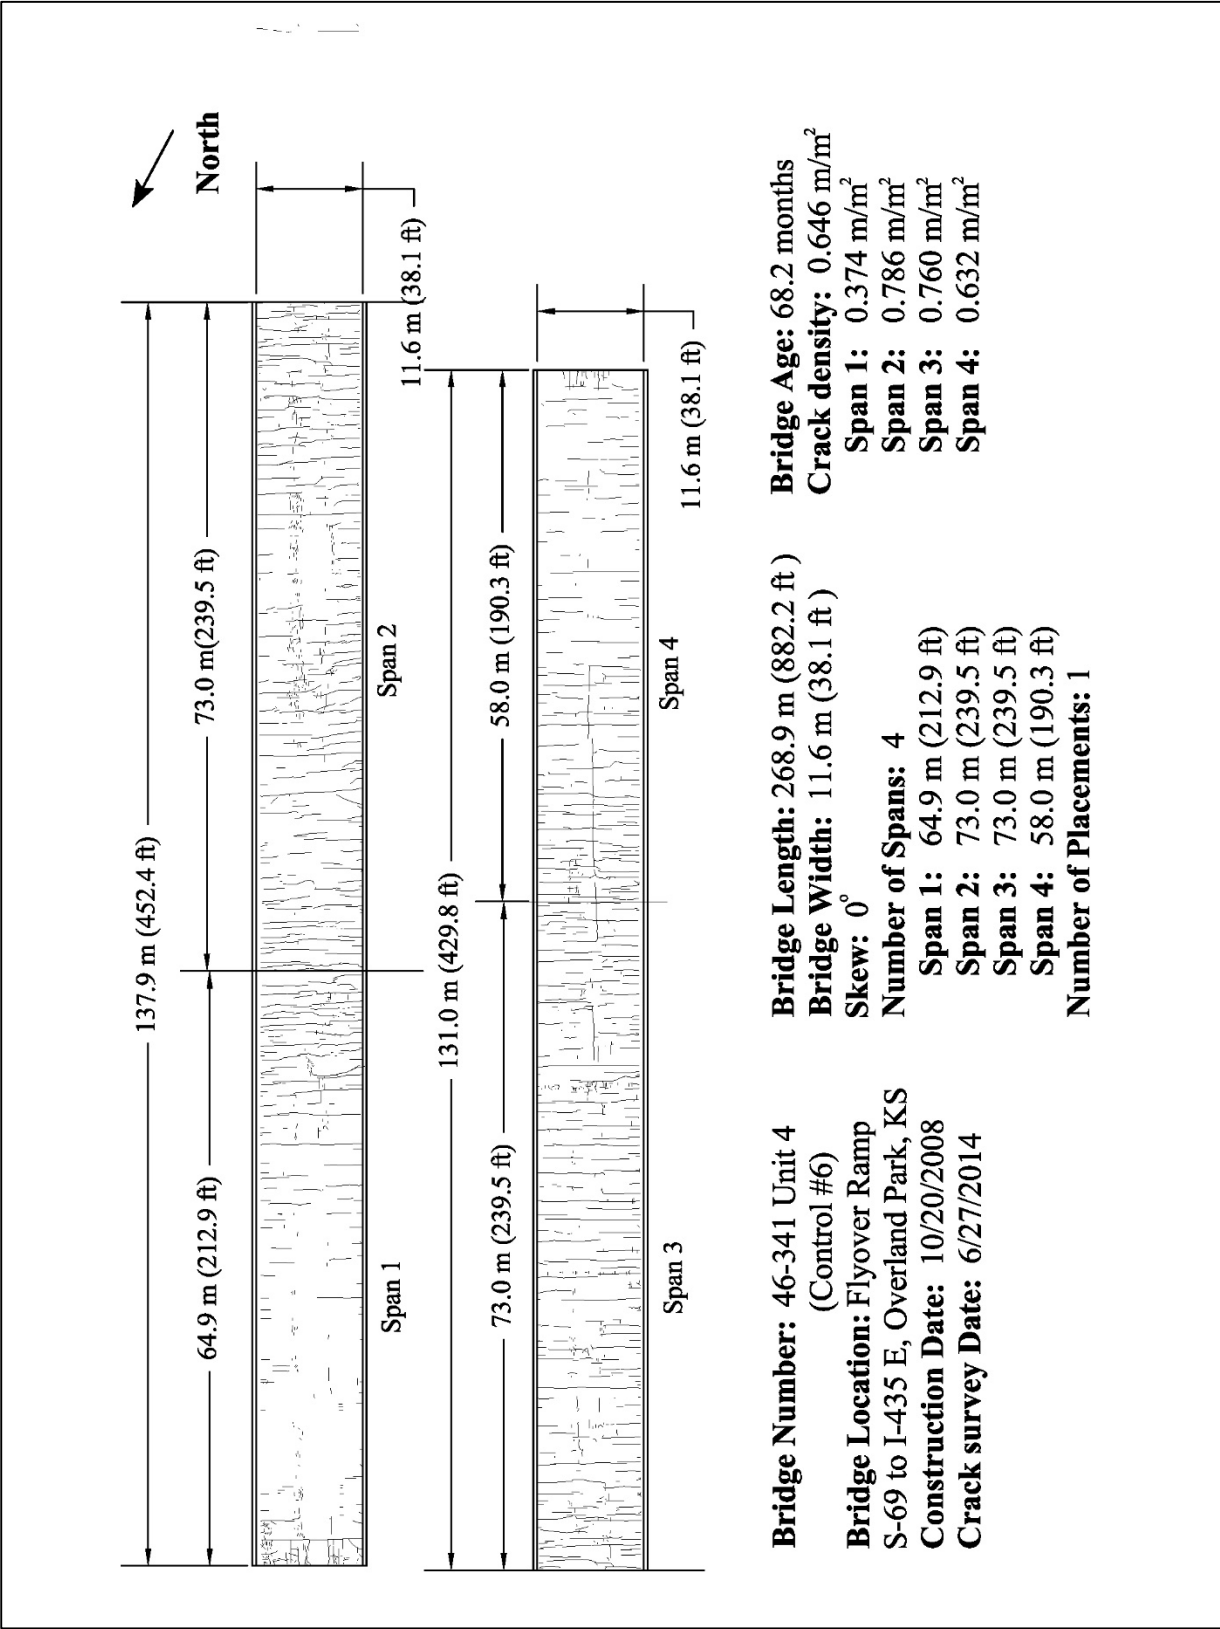 North
137.9 m (452.4 ft)
64.9 m (212.9 ft)
73.0 m(239.5 ft)
11.6 m (38.1 ft)
Span 1
Span 2
131.0 m (429.8 ft)
73.0 m (239.5 ft)
58.0 m (190.3 ft)
11.6 m (38.1 ft)
Span 3
Span 4
Bridge Number: 46-341 Unit 4
(Control #6)
Bridge Location: Flyover Ramp
S-69 to I-435 E, Overland Park, KS
Construction Date: 10/20/2008
Crack survey Date: 6/27/2014
Bridge Length: 268.9 m (882.2 ft )
Bridge Width: 11.6 m (38.1 ft )
Skew: 0°
Number of Spans: 4
Span 1: 64.9 m (212.9 ft)
Span 2: 73.0 m (239.5 ft)
Span 3: 73.0 m (239.5 ft)
Span 4: 58.0 m (190.3 ft)
Number of Placements: 1
Bridge Age: 68.2 months
Crack density: 0.646 m/m²
Span 1: 0.374 m/m²
Span 2: 0.786 m/m²
Span 3: 0.760 m/m²
Span 4: 0.632 m/m²